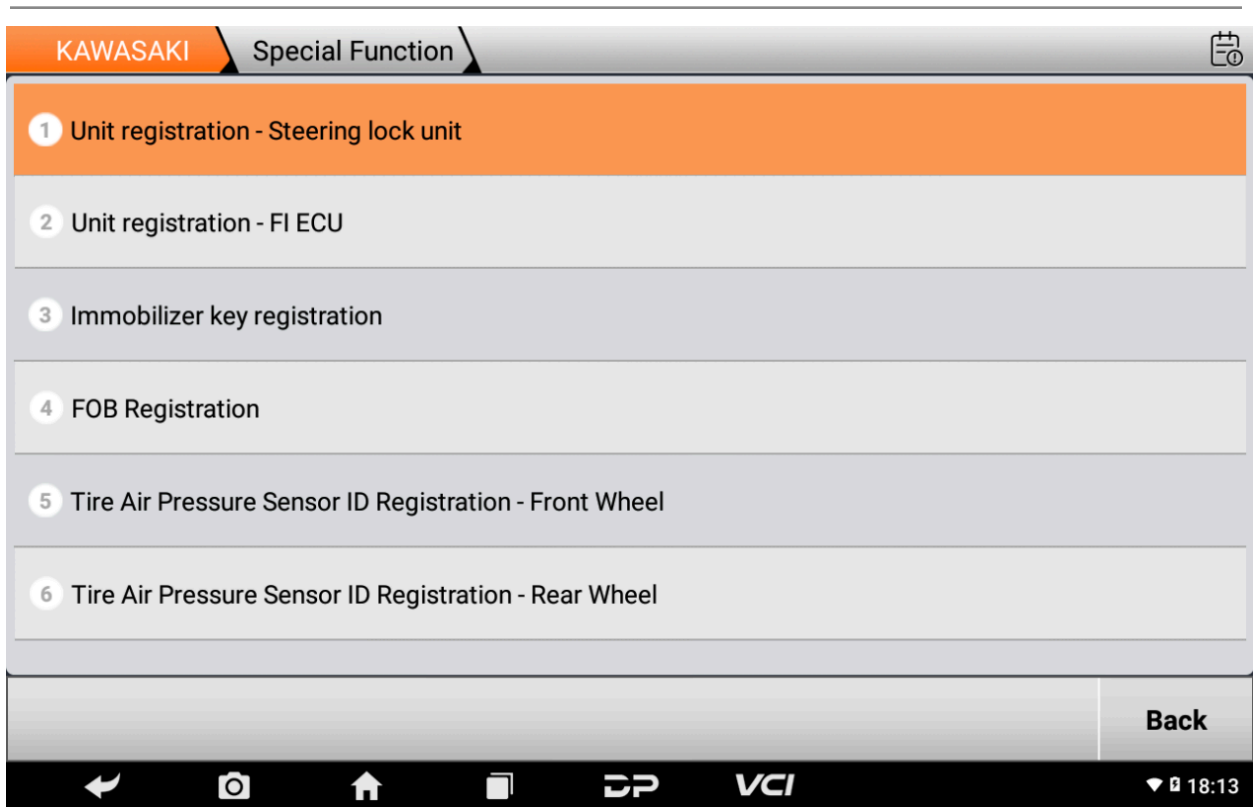 KAWASAKI Special Function
1 Unit registration - Steering lock unit
2 Unit registration - FI ECU
3 Immobilizer key registration
4 FOB Registration
5 Tire Air Pressure Sensor ID Registration - Front Wheel
6 Tire Air Pressure Sensor ID Registration - Rear Wheel
Back
DP VCI 18:13